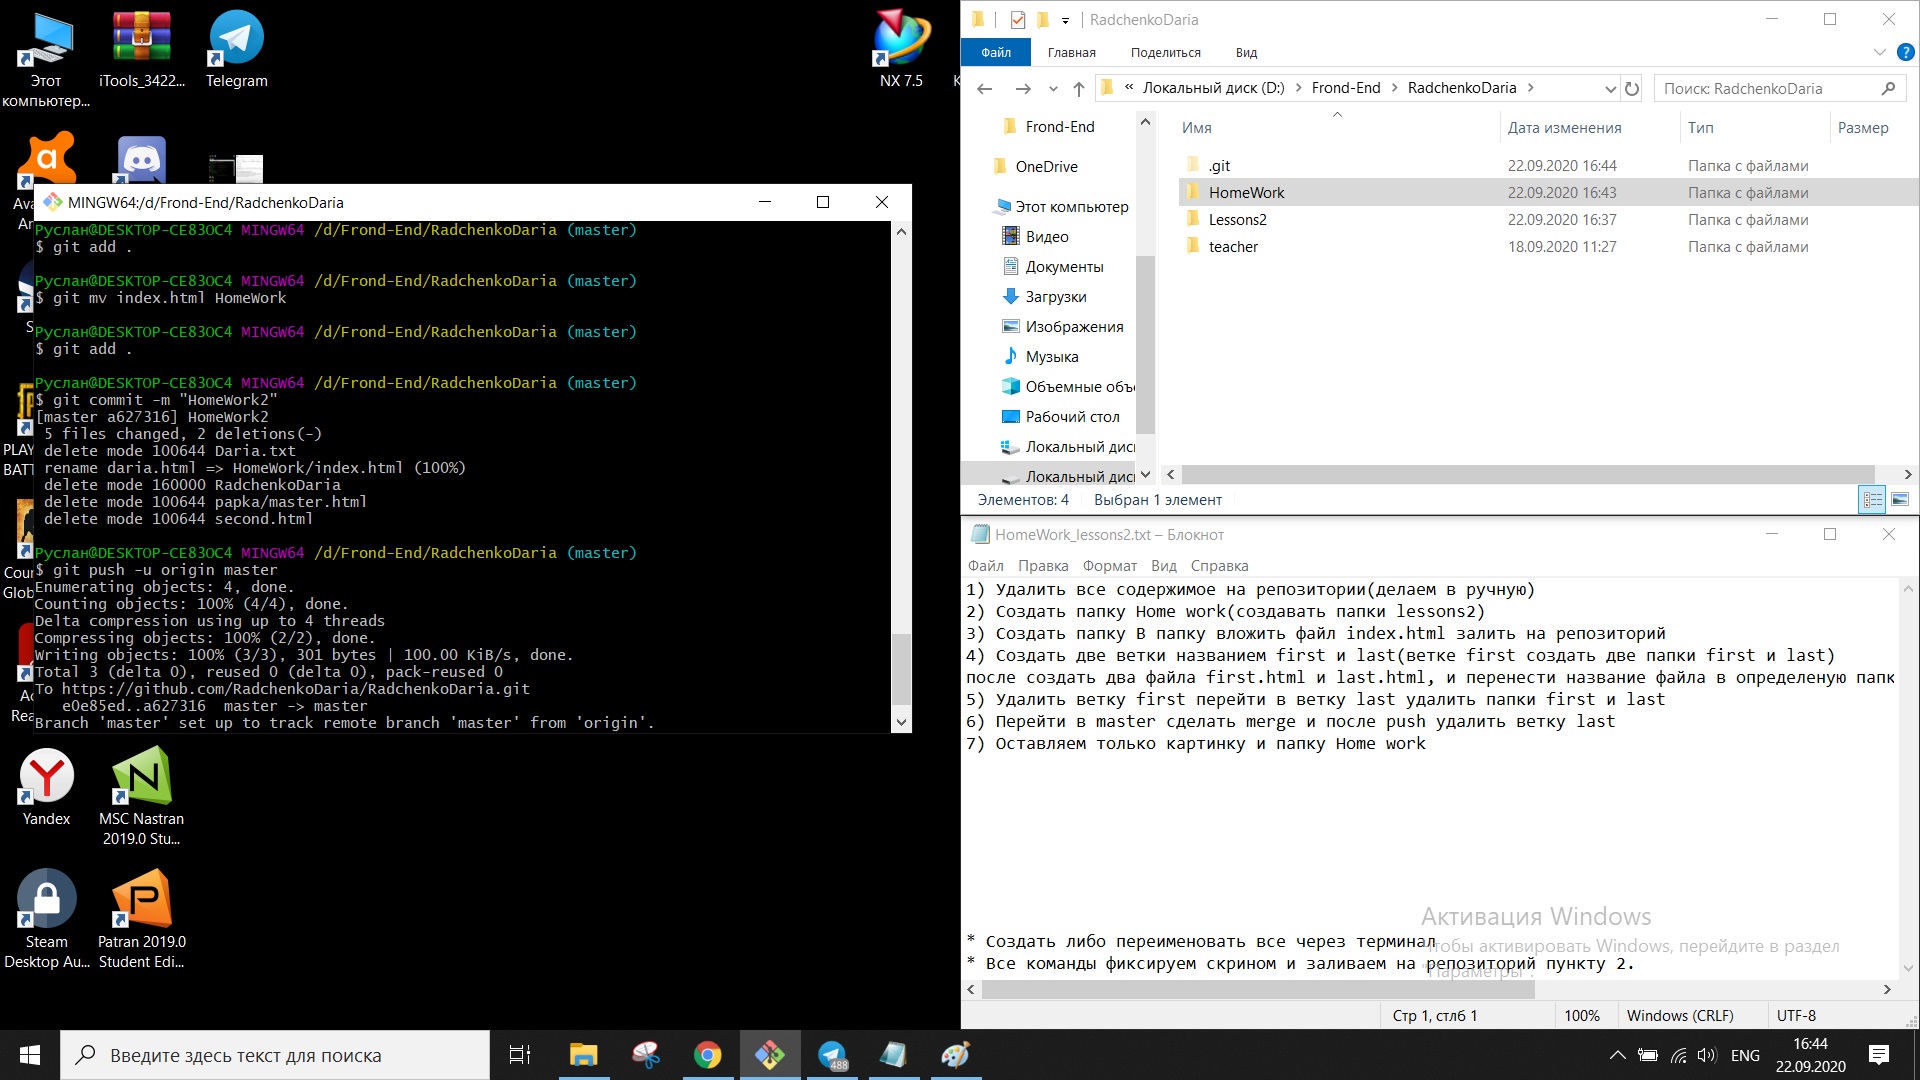 Этот компьютер...
iTools_3422...
Telegram
NX 7.5
MINGW64:/d/Frond-End/RadchenkoDaria
Руслан@DESKTOP-CE83OC4 MINGW64 /d/Frond-End/RadchenkoDaria (master)
$ git add .
Руслан@DESKTOP-CE83OC4 MINGW64 /d/Frond-End/RadchenkoDaria (master)
$ git mv index.html HomeWork
Руслан@DESKTOP-CE83OC4 MINGW64 /d/Frond-End/RadchenkoDaria (master)
$ git add .
Руслан@DESKTOP-CE83OC4 MINGW64 /d/Frond-End/RadchenkoDaria (master)
$ git commit -m "HomeWork2"
[master a627316] HomeWork2
5 files changed, 2 deletions(-)
delete mode 100644 Daria.txt
rename daria.html => HomeWork/index.html (100%)
delete mode 160000 RadchenkoDaria
delete mode 100644 papka/master.html
delete mode 100644 second.html
Руслан@DESKTOP-CE83OC4 MINGW64 /d/Frond-End/RadchenkoDaria (master)
$ git push -u origin master
Enumerating objects: 4, done.
Counting objects: 100% (4/4), done.
Delta compression using up to 4 threads
Compressing objects: 100% (2/2), done.
Writing objects: 100% (3/3), 301 bytes | 100.00 KiB/s, done.
Total 3 (delta 0), reused 0 (delta 0), pack-reused 0
To https://github.com/RadchenkoDaria/RadchenkoDaria.git
e0e85ed..a627316  master -> master
Branch 'master' set up to track remote branch 'master' from 'origin'.
Yandex
MSC Nastran 2019.0 Stu...
Steam
Desktop Au...
Patran 2019.0 Student Edi...
RadchenkoDaria
Файл Главная Поделиться Вид
« Локальный диск (D:) > Frond-End > RadchenkoDaria >
Поиск: RadchenkoDaria
Frond-End
OneDrive
Этот компьютер
Видео
Документы
Загрузки
Изображения
Музыка
Объемные объе
Рабочий стол
Локальный дис
Локальный дис
Имя Дата изменения Тип Размер
.git 22.09.2020 16:44 Папка с файлами
HomeWork 22.09.2020 16:43 Папка с файлами
Lessons2 22.09.2020 16:37 Папка с файлами
teacher 18.09.2020 11:27 Папка с файлами
Элементов: 4 Выбран 1 элемент
HomeWork_lessons2.txt – Блокнот
Файл Правка Формат Вид Справка
1) Удалить все содержимое на репозитории(делаем в ручную)
2) Создать папку Home work(создавать папки lessons2)
3) Создать папку В папку вложить файл index.html залить на репозиторий
4) Создать две ветки названием first и last(ветке first создать две папки first и last)
после создать два файла first.html и last.html, и перенести название файла в определеную папк
5) Удалить ветку first перейти в ветку last удалить папки first и last
6) Перейти в master сделать merge и после push удалить ветку last
7) Оставляем только картинку и папку Home work
Активация Windows
Чтобы активировать Windows, перейдите в раздел "Параметры".
* Создать либо переименовать все через терминал
* Все команды фиксируем скрином и заливаем на репозиторий пункту 2.
Стр 1, стлб 1 100% Windows (CRLF) UTF-8
Введите здесь текст для поиска
488
ENG
16:44
22.09.2020